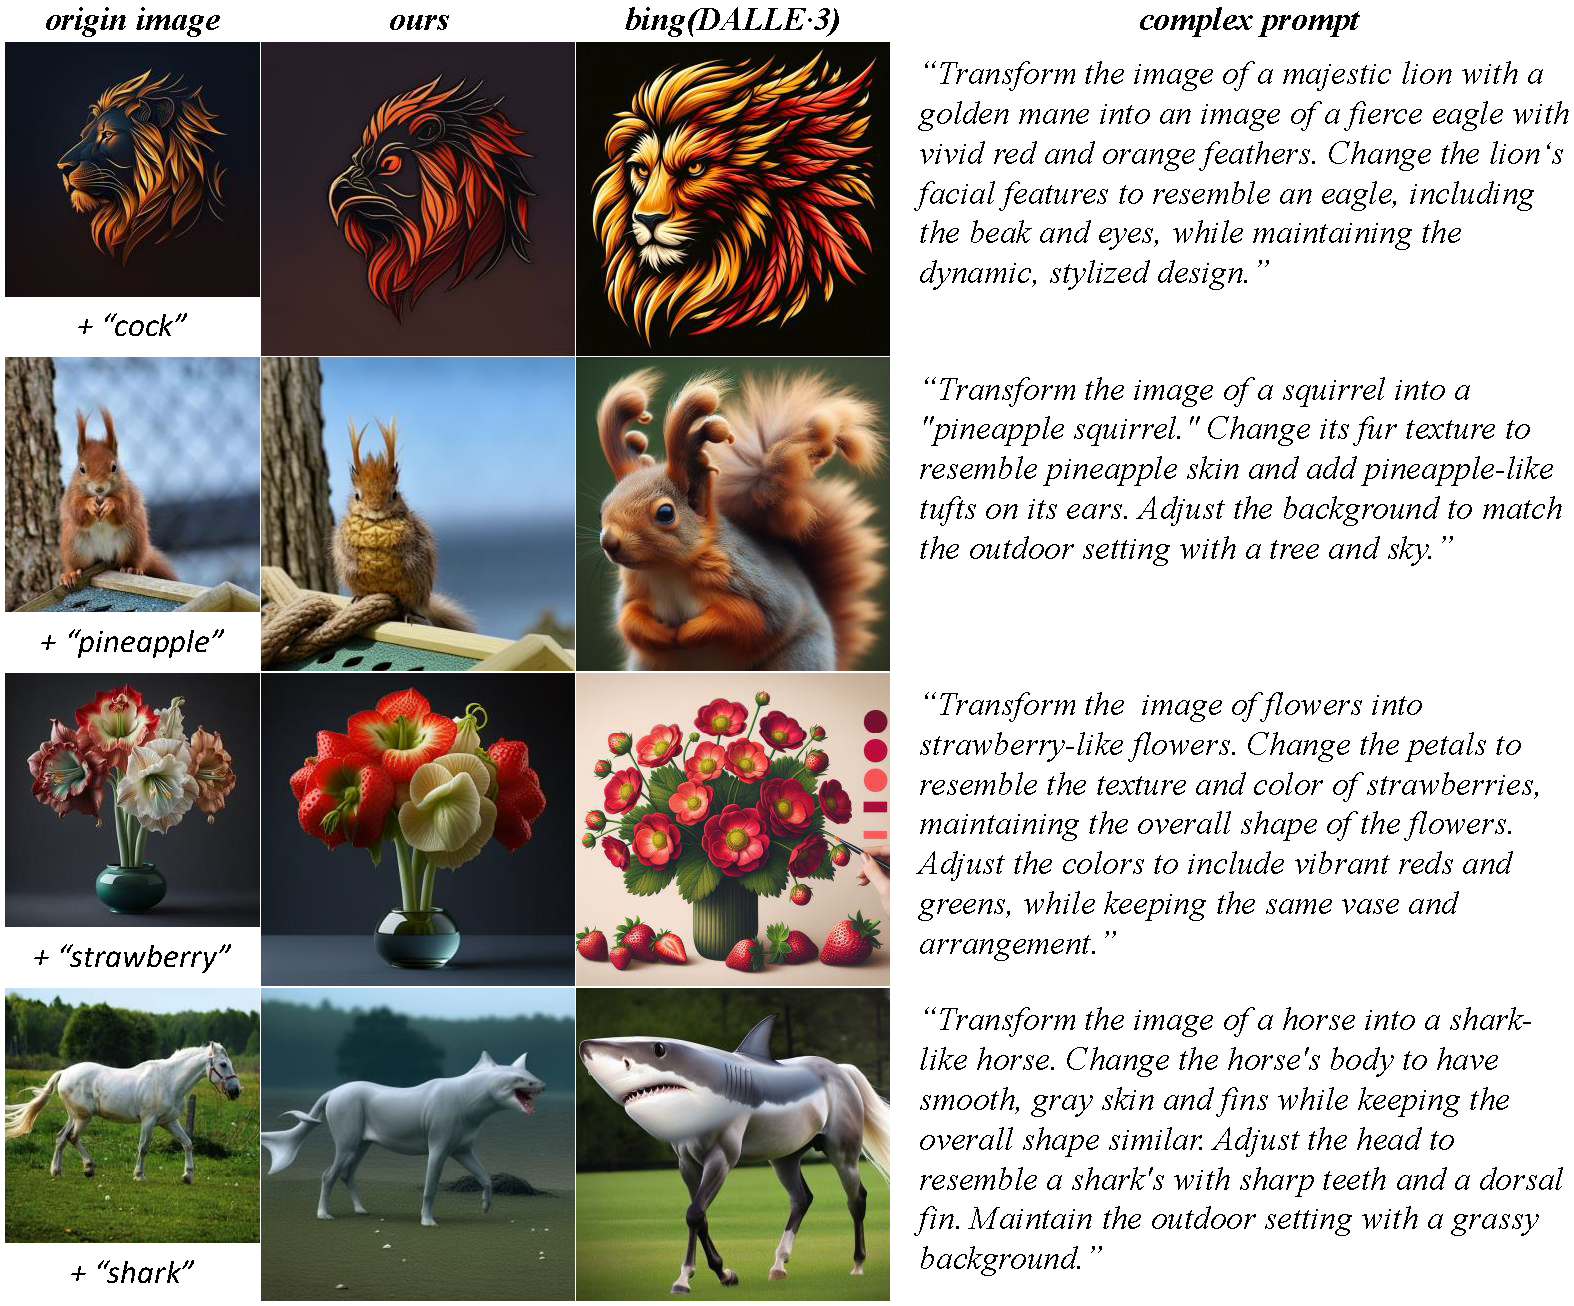 origin image
ours
bing(DALLE·3)
complex prompt
“Transform the image of a majestic lion with a
golden mane into an image of a fierce eagle with
vivid red and orange feathers. Change the lion‘s
facial features to resemble an eagle, including
the beak and eyes, while maintaining the
dynamic, stylized design.”
+ “cock”
“Transform the image of a squirrel into a
"pineapple squirrel." Change its fur texture to
resemble pineapple skin and add pineapple-like
tufts on its ears. Adjust the background to match
the outdoor setting with a tree and sky.”
+ “pineapple”
“Transform the  image of flowers into
strawberry-like flowers. Change the petals to
resemble the texture and color of strawberries,
maintaining the overall shape of the flowers.
Adjust the colors to include vibrant reds and
greens, while keeping the same vase and
arrangement.”
+ “strawberry”
“Transform the image of a horse into a shark-
like horse. Change the horse's body to have
smooth, gray skin and fins while keeping the
overall shape similar. Adjust the head to
resemble a shark's with sharp teeth and a dorsal
fin. Maintain the outdoor setting with a grassy
background.”
+ “shark”